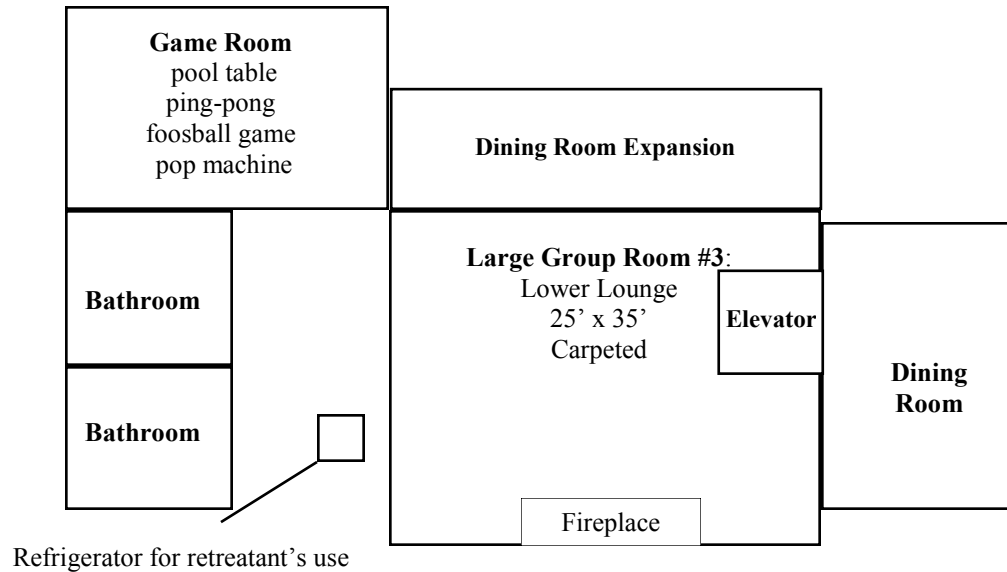 Game Room
pool table
ping-pong
foosball game
pop machine
Dining Room Expansion
Large Group Room #3:
Lower Lounge
25’ x 35’
Carpeted
Elevator
Bathroom
Dining
Room
Bathroom
Fireplace
Refrigerator for retreatant’s use